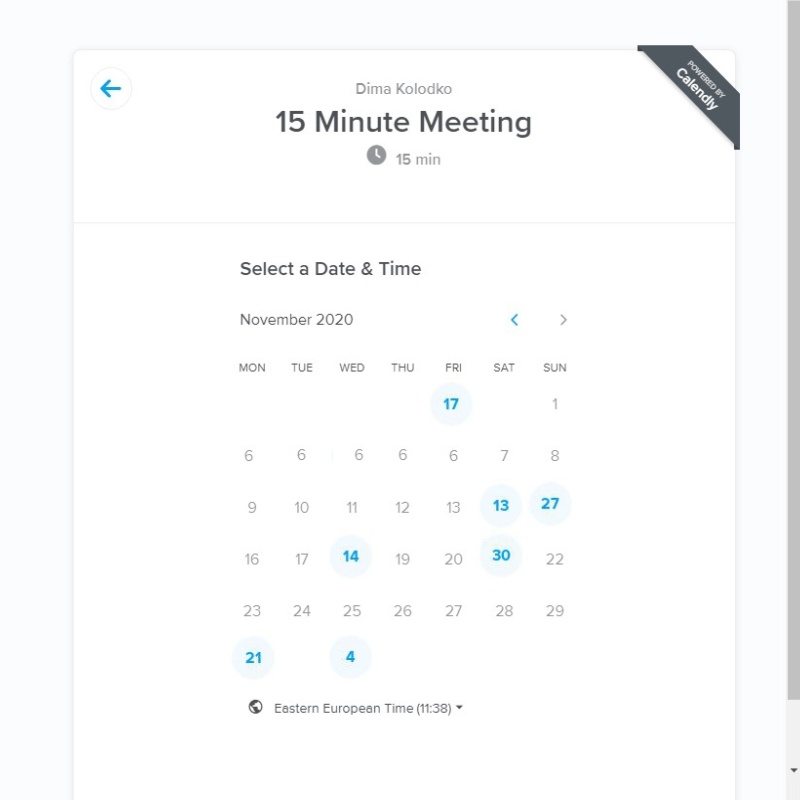 POWERED BY
Calendly
Dima Kolodko
15 Minute Meeting
15 min
Select a Date & Time
November 2020
MON TUE WED THU FRI SAT SUN
17 1
6 6 6 6 6 7 8
9 10 11 12 13 13 27
16 17 14 19 20 30 22
23 24 25 26 27 28 29
21 4
Eastern European Time (11:38)